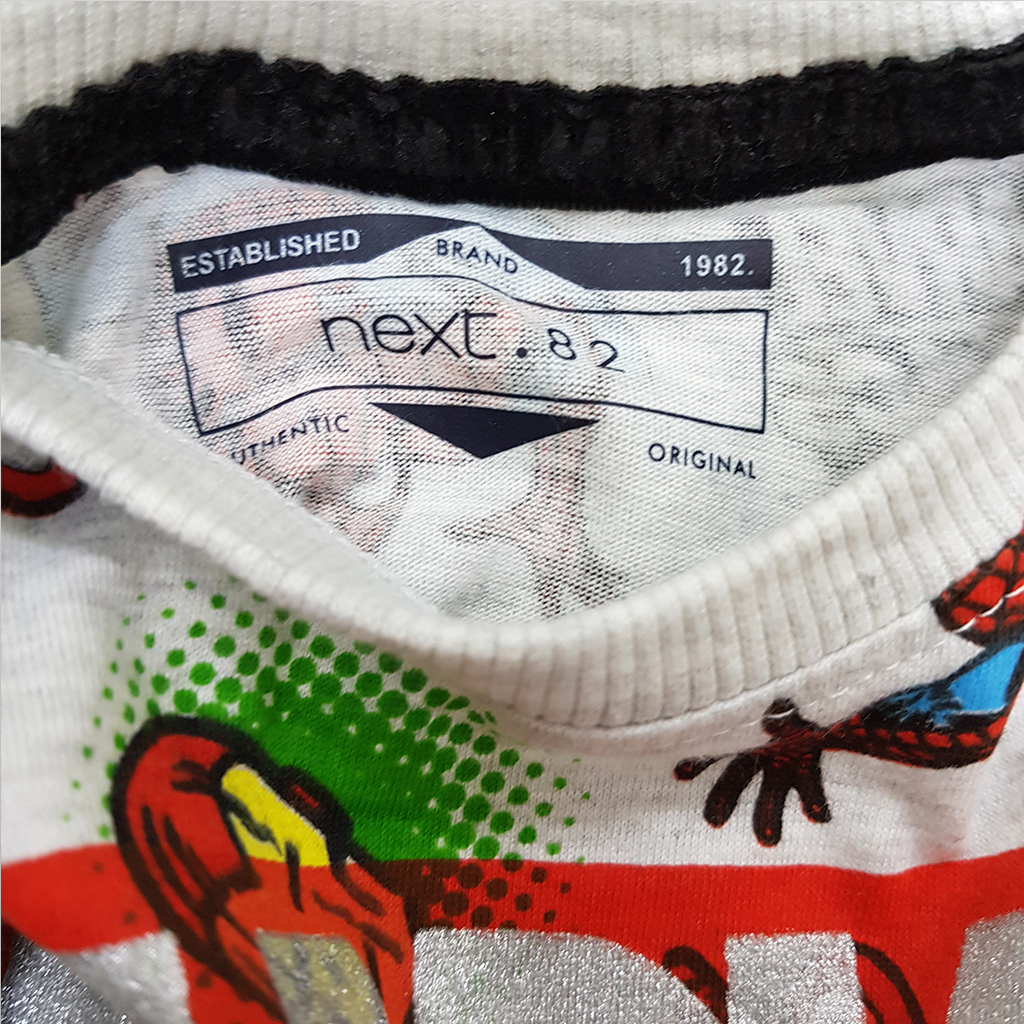 ESTABLISHED BRAND 1982.
next.82
UTHENTIC ORIGINAL